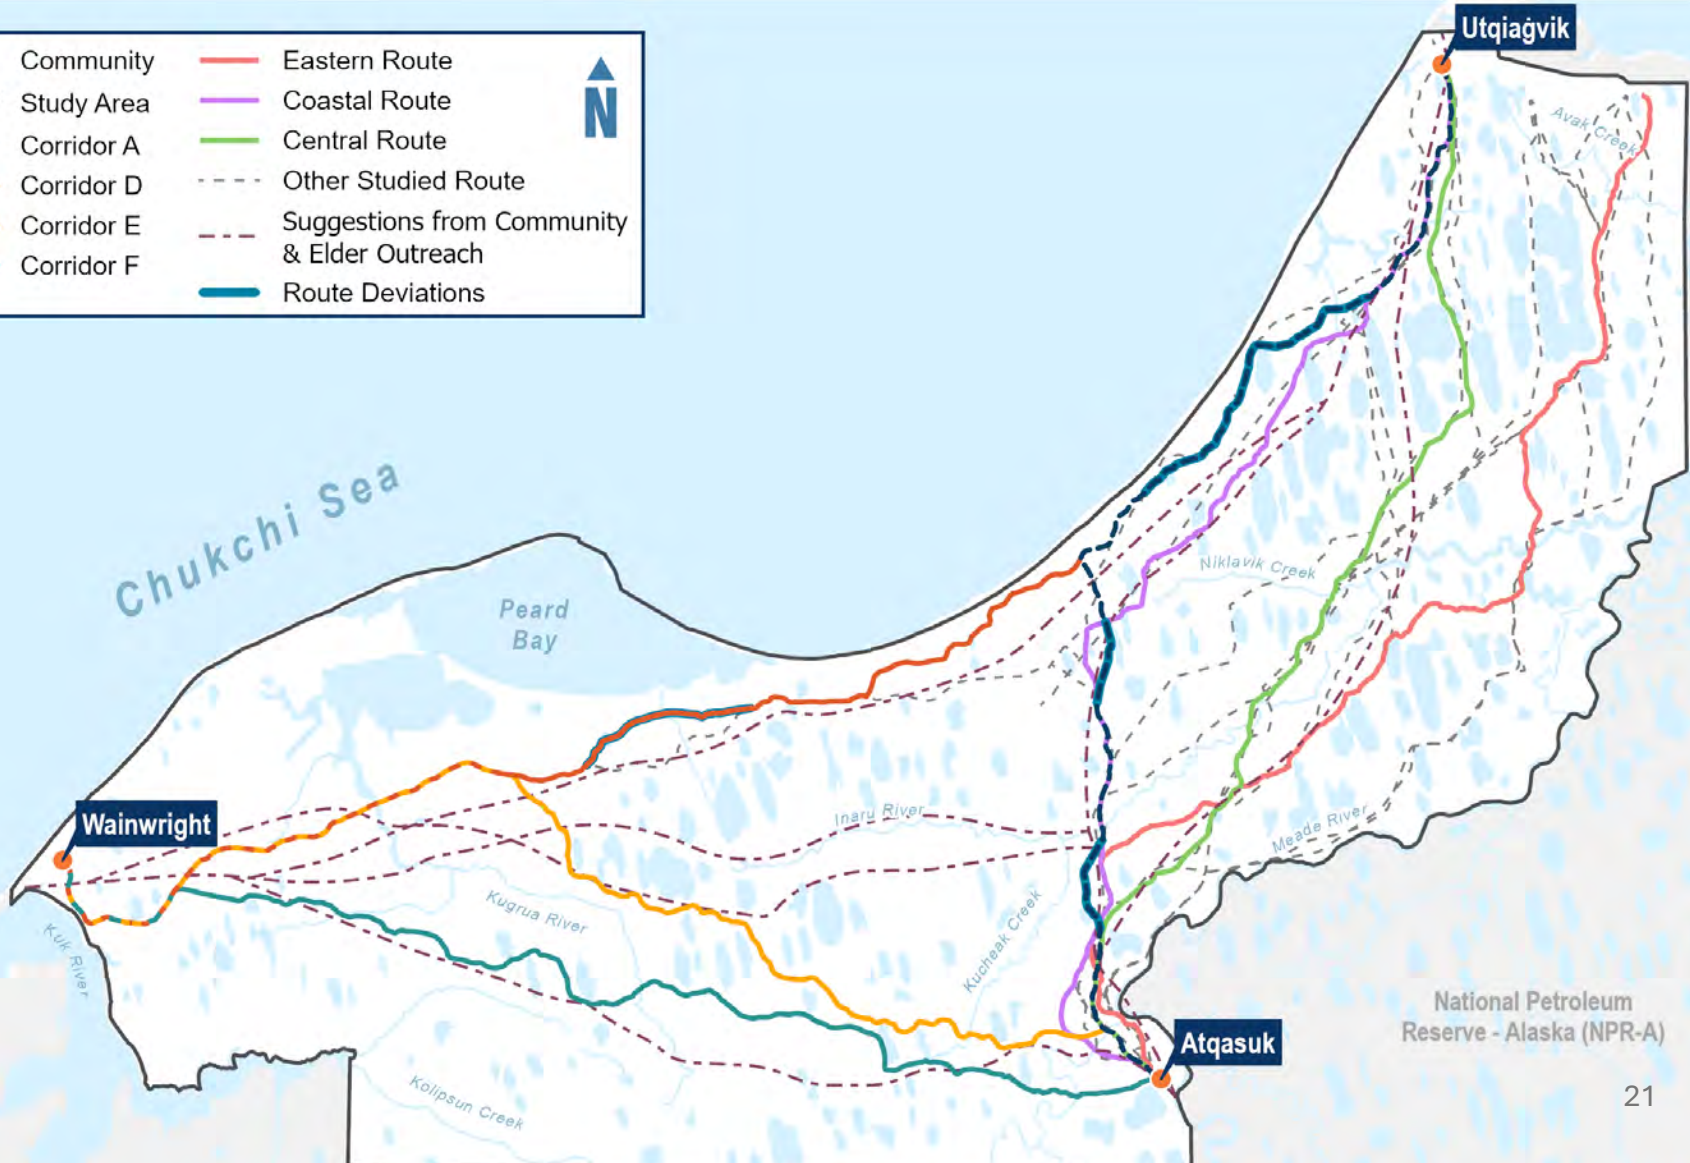 Community
Study Area
Corridor A
Corridor D
Corridor E
Corridor F
Eastern Route
Coastal Route
Central Route
Other Studied Route
Suggestions from Community
& Elder Outreach
Route Deviations
N
Utqiaġvik
Avak Creek
Chukchi Sea
Peard
Bay
Niklavik Creek
Wainwright
Inaru River
Meade River
Kugrua River
Kucheak Creek
Kuk River
National Petroleum
Reserve - Alaska (NPR-A)
Atqasuk
Kolipsun Creek
21